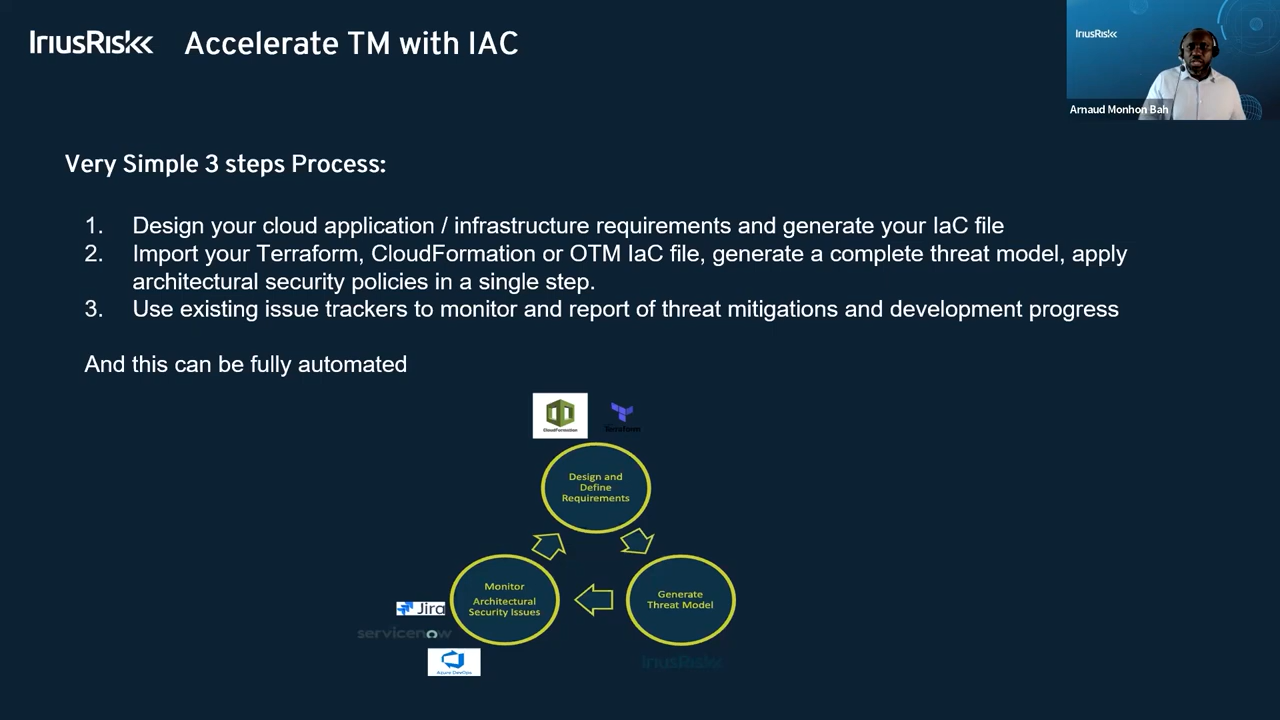 IriusRisk
Accelerate TM with IAC
IriusRisk
Arnaud Monhon Bah
Very Simple 3 steps Process:
1. Design your cloud application / infrastructure requirements and generate your IaC file
2. Import your Terraform, CloudFormation or OTM IaC file, generate a complete threat model, apply
architectural security policies in a single step.
3. Use existing issue trackers to monitor and report of threat mitigations and development progress
And this can be fully automated
CloudFormation
Terraform
Design and
Define
Requirements
Monitor
Architectural
Security Issues
Generate
Threat Model
Jira
servicenow
Azure DevOps
IriusRisk